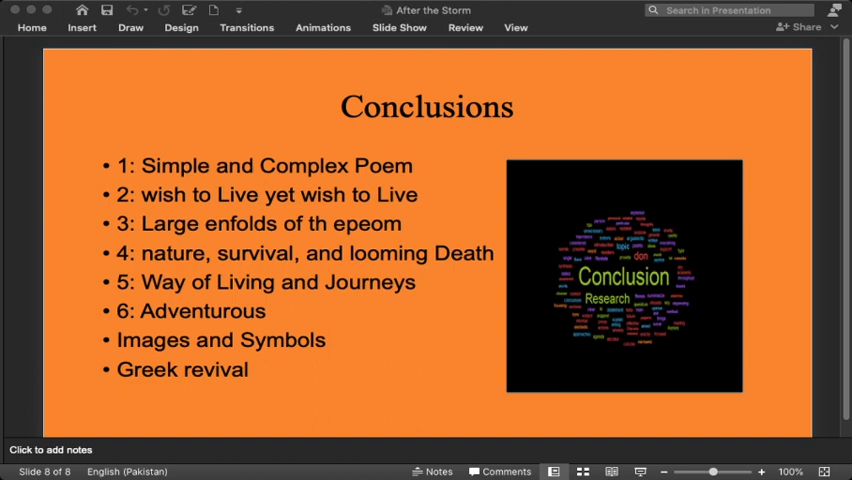 After the Storm
Search in Presentation
Home Insert Draw Design Transitions Animations Slide Show Review View Share
Conclusions
• 1: Simple and Complex Poem
• 2: wish to Live yet wish to Live
• 3: Large enfolds of th epeom
• 4: nature, survival, and looming Death
• 5: Way of Living and Journeys
• 6: Adventurous
• Images and Symbols
• Greek revival
topic
don
Conclusion
Research
Click to add notes
Slide 8 of 8 English (Pakistan) Notes Comments 100%